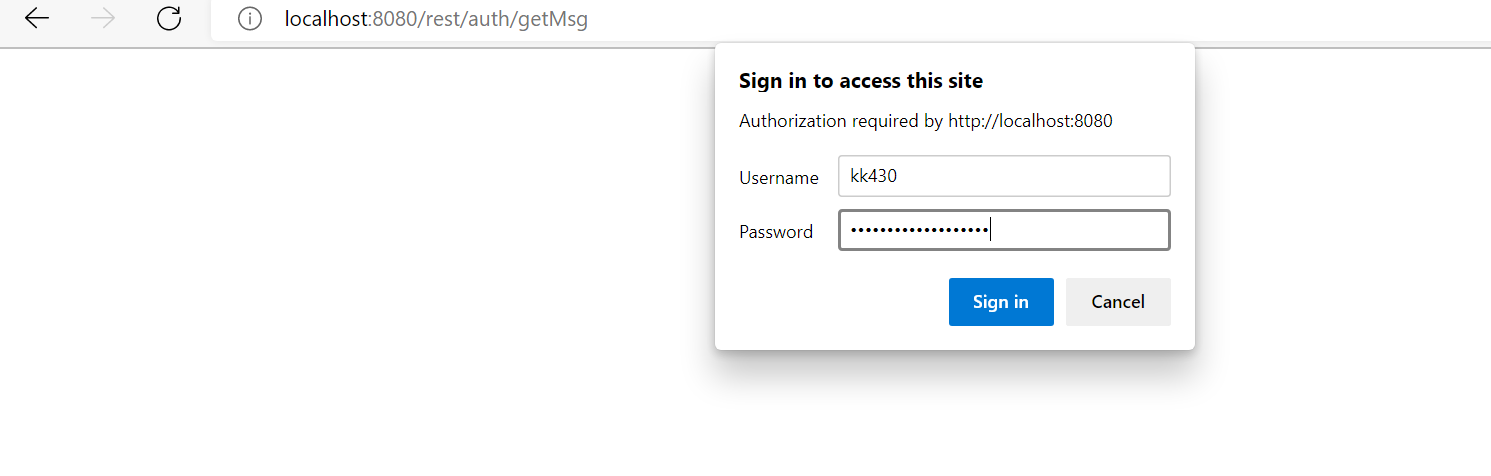 localhost:8080/rest/auth/getMsg
Sign in to access this site
Authorization required by http://localhost:8080
Username kk430
Password •••••••••••••••••••
Sign in Cancel